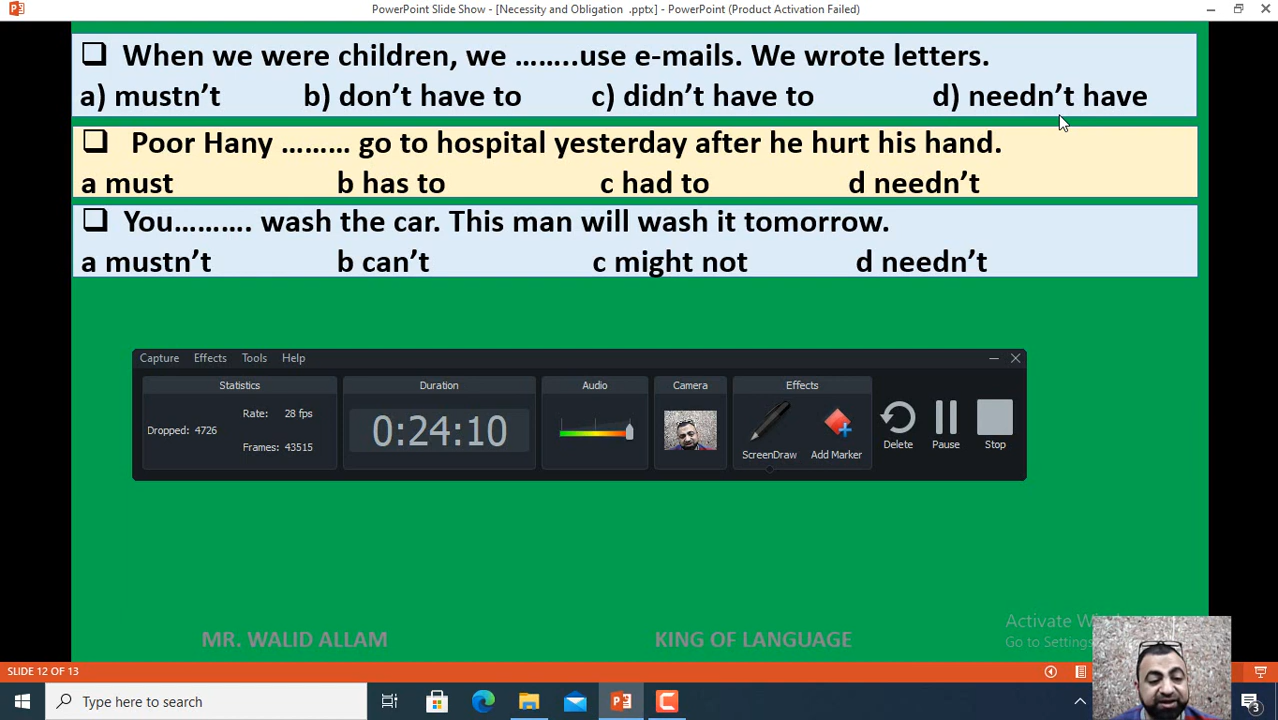 PowerPoint Slide Show - [Necessity and Obligation .pptx] - PowerPoint (Product Activation Failed)
When we were children, we ……..use e-mails. We wrote letters.
a) mustn’t b) don’t have to c) didn’t have to d) needn’t have
Poor Hany ……… go to hospital yesterday after he hurt his hand.
a must b has to c had to d needn’t
You………. wash the car. This man will wash it tomorrow.
a mustn’t b can’t c might not d needn’t
Capture Effects Tools Help
Statistics Duration Audio Camera Effects
Rate: 28 fps
Dropped: 4726
Frames: 43515
0:24:10
ScreenDraw Add Marker Delete Pause Stop
MR. WALID ALLAM KING OF LANGUAGE
Activate
Go to Settings
SLIDE 12 OF 13
Type here to search
3